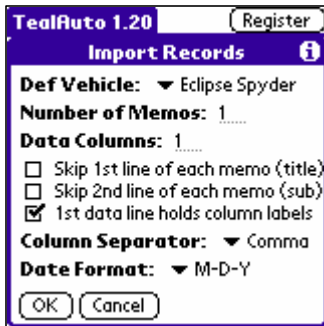 TealAuto 1.20 Register
Import Records
Def Vehicle: Eclipse Spyder
Number of Memos: 1
Data Columns: 1
Skip 1st line of each memo (title)
Skip 2nd line of each memo (sub)
1st data line holds column labels
Column Separator: Comma
Date Format: M-D-Y
OK Cancel